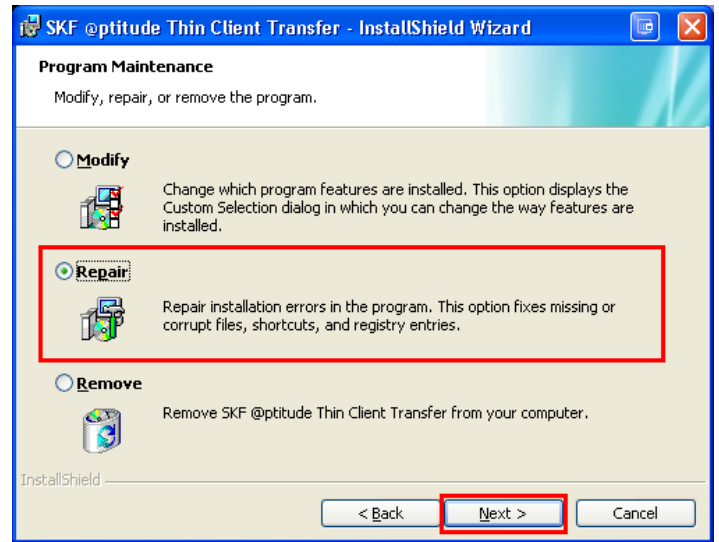 SKF @ptitude Thin Client Transfer - InstallShield Wizard
Program Maintenance
Modify, repair, or remove the program.
Modify
Change which program features are installed. This option displays the
Custom Selection dialog in which you can change the way features are
installed.
Repair
Repair installation errors in the program. This option fixes missing or
corrupt files, shortcuts, and registry entries.
Remove
Remove SKF @ptitude Thin Client Transfer from your computer.
InstallShield
< Back
Next >
Cancel